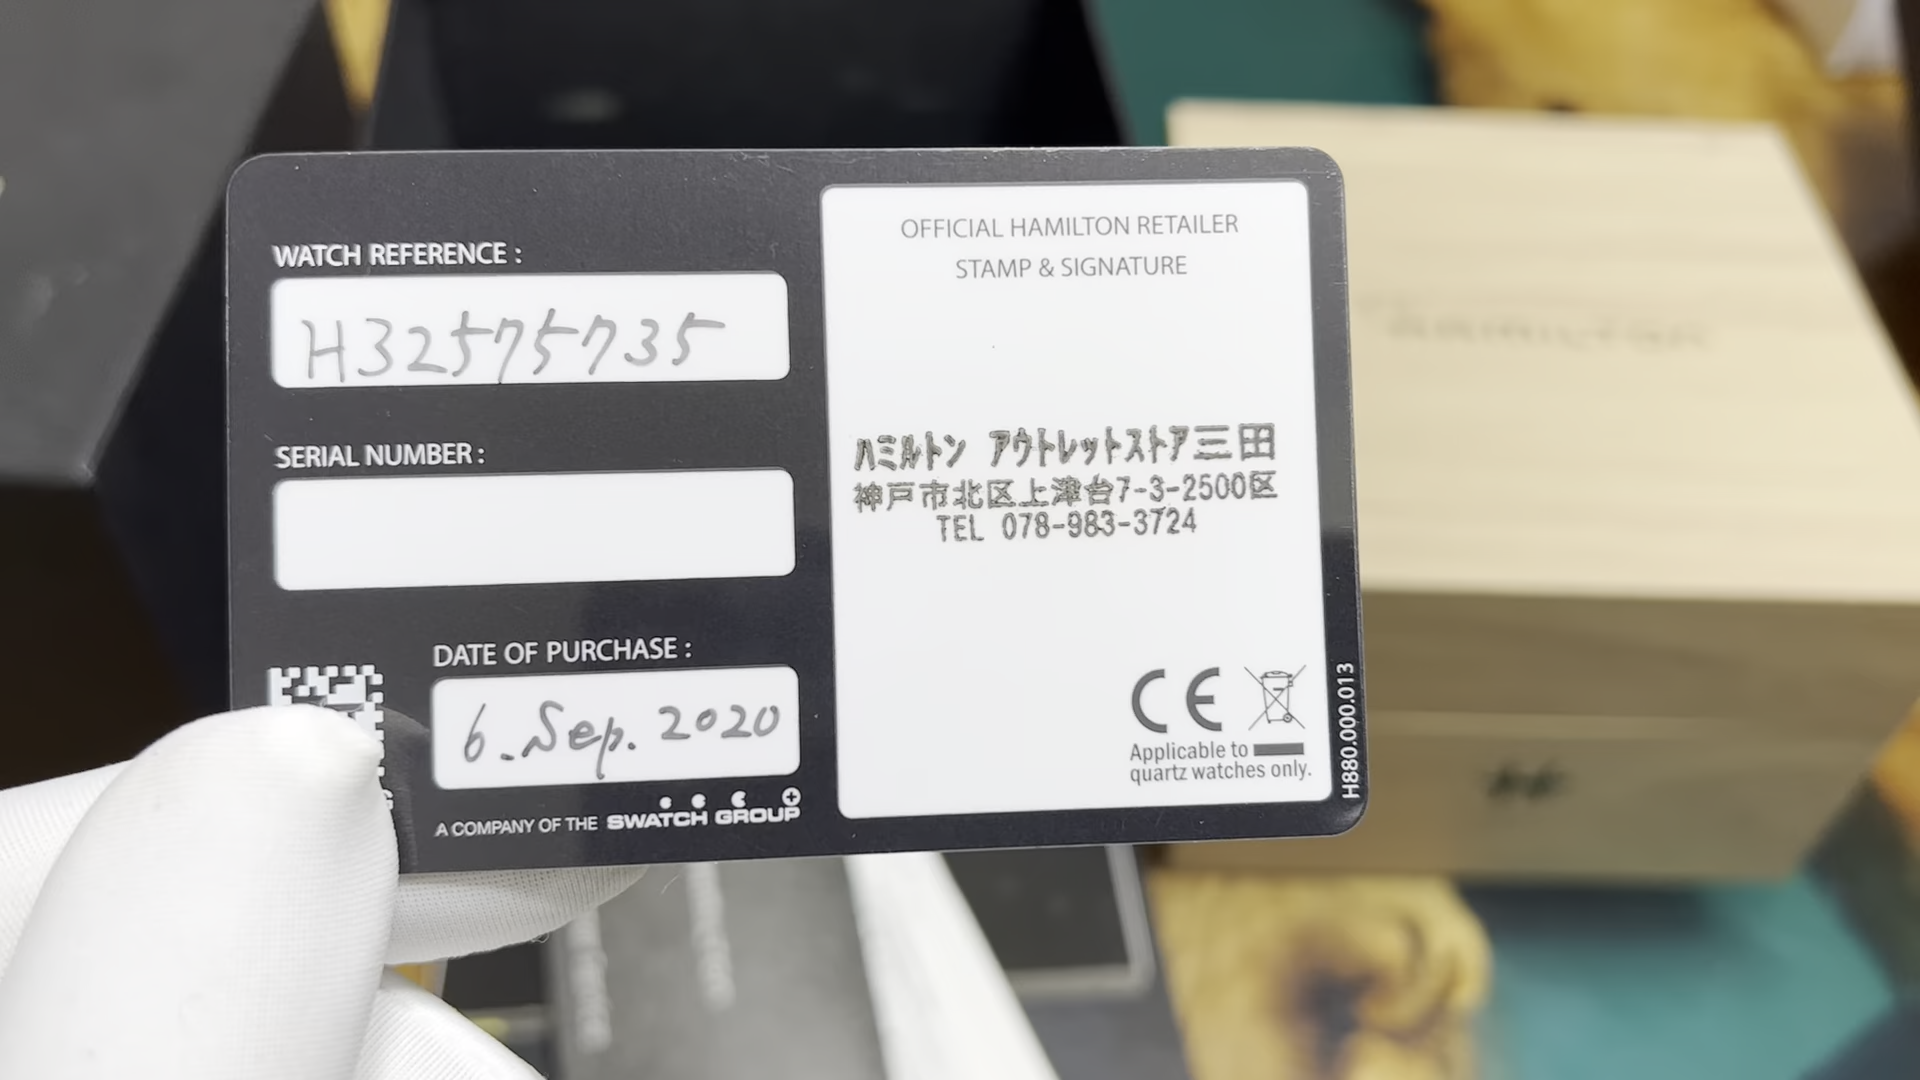 WATCH REFERENCE :
H32575735
SERIAL NUMBER :
DATE OF PURCHASE :
6. Sep. 2020
A COMPANY OF THE SWATCH GROUP
OFFICIAL HAMILTON RETAILER
STAMP & SIGNATURE
ハミルトン アウトレットストア三田
神戸市北区上津台7-3-2500区
TEL 078-983-3724
CE
Applicable to
quartz watches only.
H880.000.013
HAMILTON